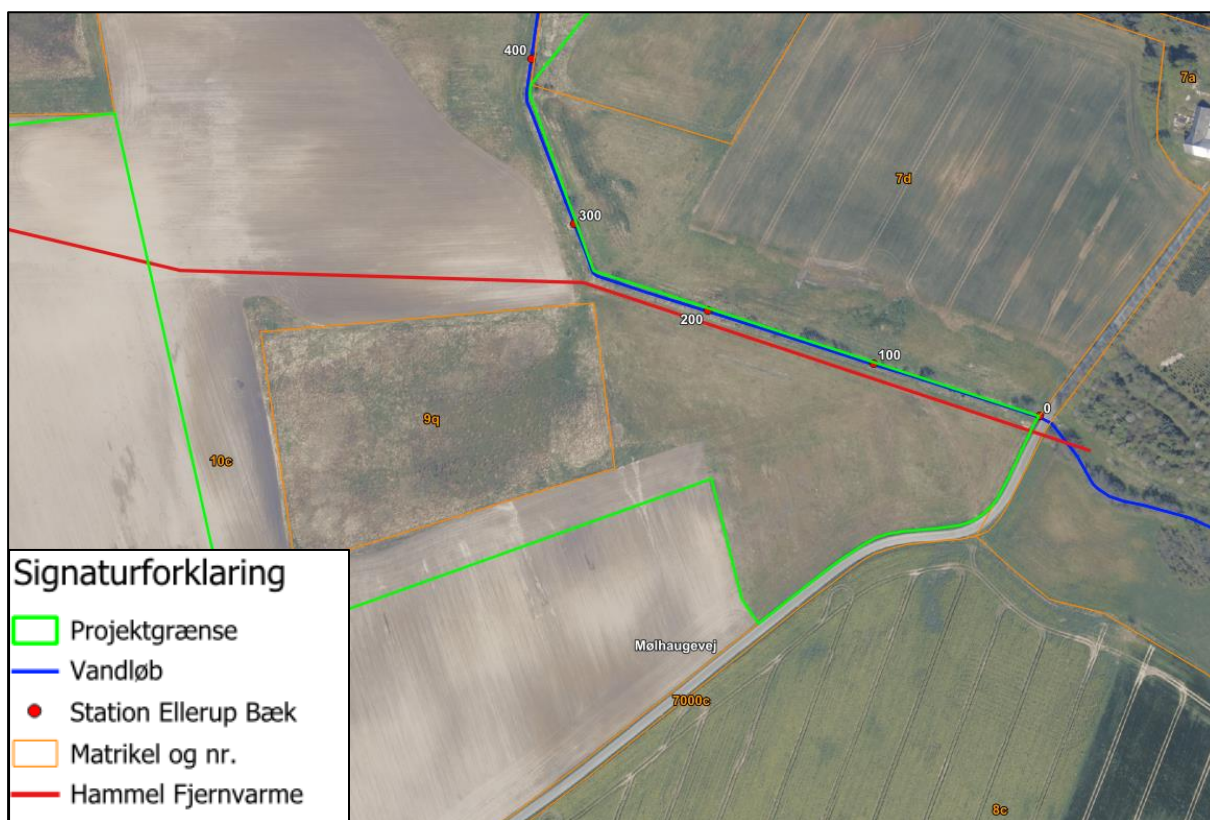 400
7a
7d
300
200
100
0
9q
10c
Mølhaugevej
7000c
8c
Signaturforklaring
Projektgrænse
Vandløb
Station Ellerup Bæk
Matrikel og nr.
Hammel Fjernvarme